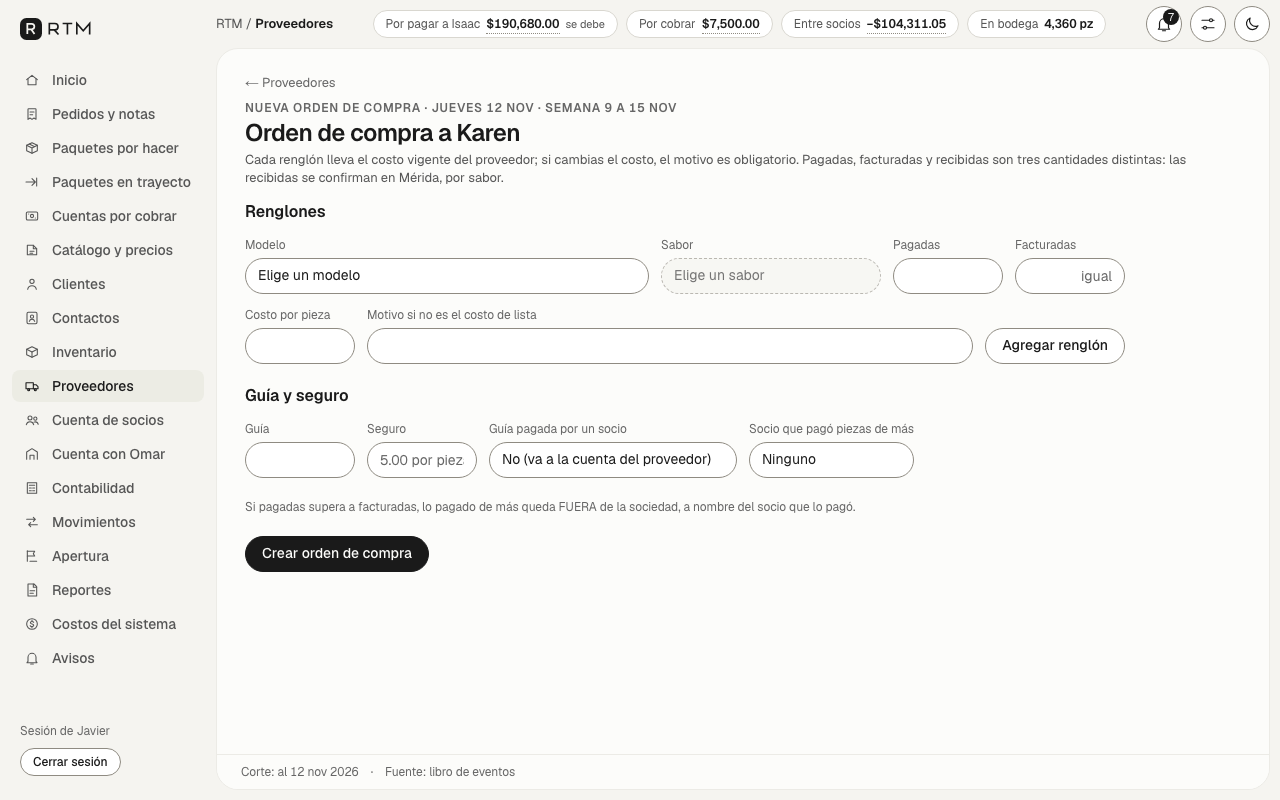 R RTM
RTM / Proveedores
Por pagar a Isaac $190,680.00 se debe
Por cobrar $7,500.00
Entre socios −$104,311.05
En bodega 4,360 pz
7
Inicio
Pedidos y notas
Paquetes por hacer
Paquetes en trayecto
Cuentas por cobrar
Catálogo y precios
Clientes
Contactos
Inventario
Proveedores
Cuenta de socios
Cuenta con Omar
Contabilidad
Movimientos
Apertura
Reportes
Costos del sistema
Avisos
Sesión de Javier
Cerrar sesión
← Proveedores
NUEVA ORDEN DE COMPRA · JUEVES 12 NOV · SEMANA 9 A 15 NOV
Orden de compra a Karen
Cada renglón lleva el costo vigente del proveedor; si cambias el costo, el motivo es obligatorio. Pagadas, facturadas y recibidas son tres cantidades distintas: las
recibidas se confirman en Mérida, por sabor.
Renglones
Modelo Sabor Pagadas Facturadas
Elige un modelo Elige un sabor igual
Costo por pieza Motivo si no es el costo de lista
Agregar renglón
Guía y seguro
Guía Seguro Guía pagada por un socio Socio que pagó piezas de más
5.00 por piez No (va a la cuenta del proveedor) Ninguno
Si pagadas supera a facturadas, lo pagado de más queda FUERA de la sociedad, a nombre del socio que lo pagó.
Crear orden de compra
Corte: al 12 nov 2026 · Fuente: libro de eventos